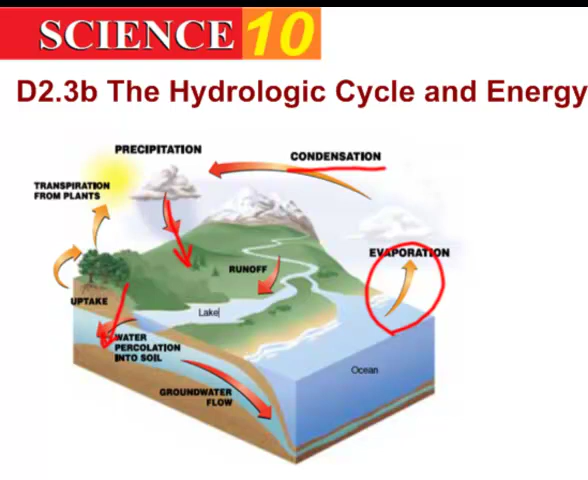 SCIENCE 10
D2.3b The Hydrologic Cycle and Energy
PRECIPITATION
CONDENSATION
TRANSPIRATION
FROM PLANTS
EVAPORATION
RUNOFF
UPTAKE
Lake
WATER
PERCOLATION
INTO SOIL
Ocean
GROUNDWATER
FLOW